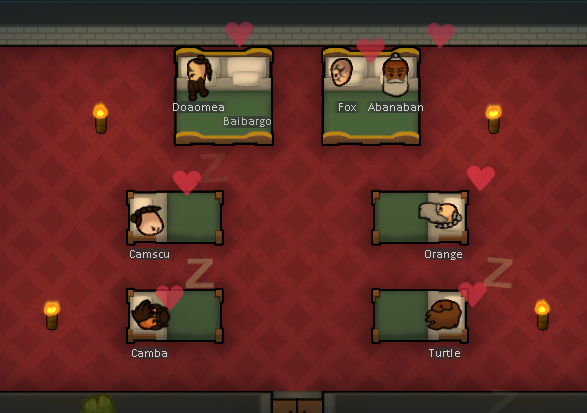 Doaomea
Baibargo
Fox
Abanaban
Z
Camscu
Orange
Z
Z
Camba
Turtle
Z